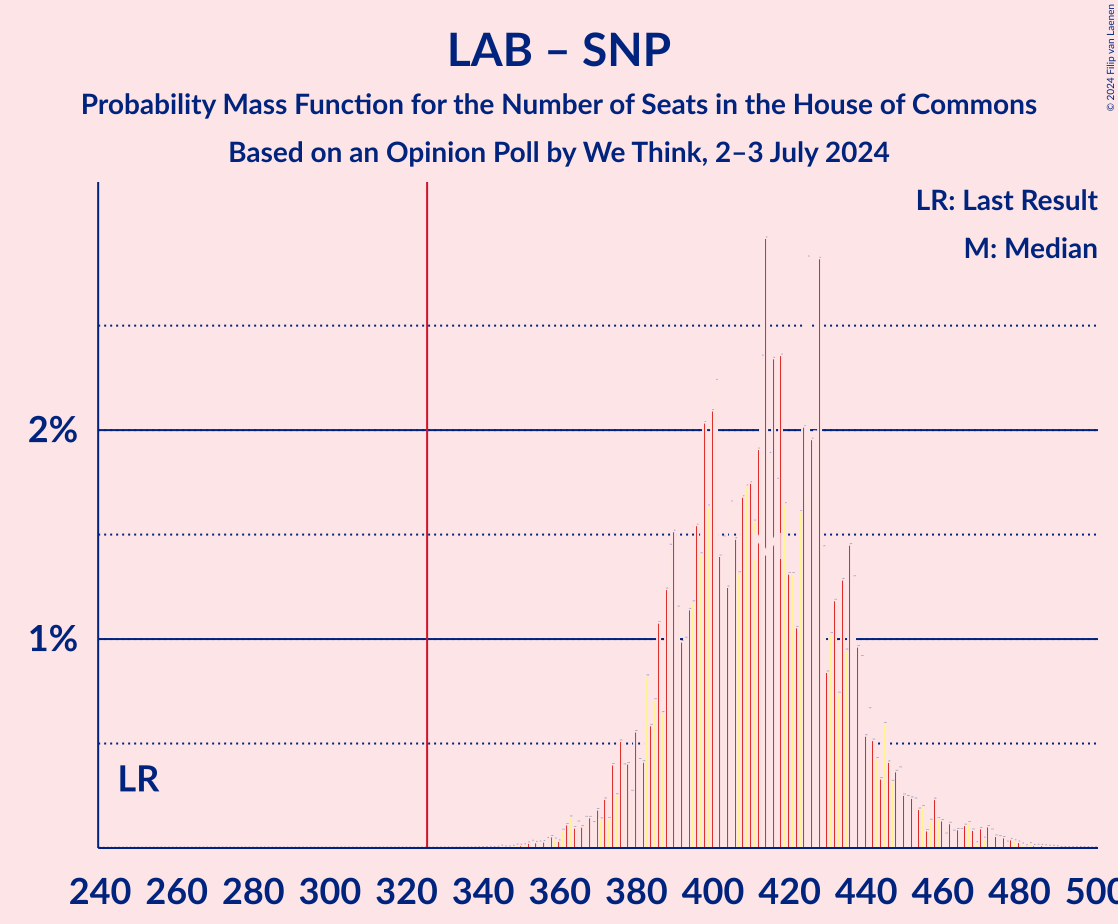 LAB – SNP
Probability Mass Function for the Number of Seats in the House of Commons
Based on an Opinion Poll by We Think, 2–3 July 2024
© 2024 Filip van Laenen
LR: Last Result
M: Median
2%
1%
LR
240 260 280 300 320 340 360 380 400 420 440 460 480 500